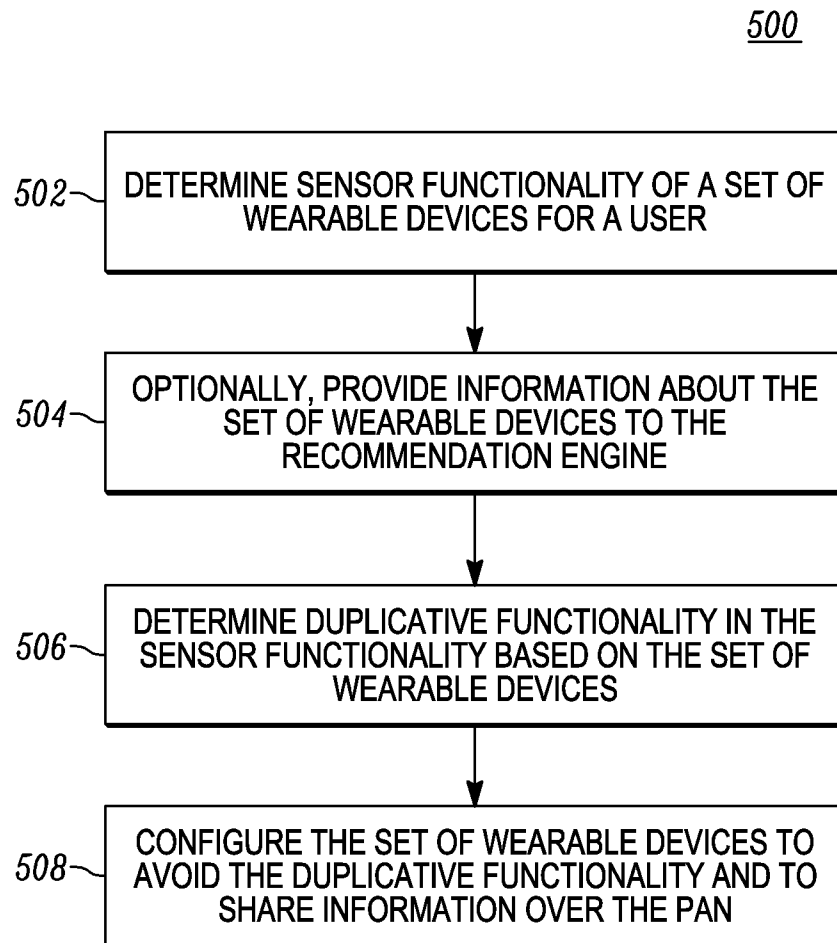 500
502
DETERMINE SENSOR FUNCTIONALITY OF A SET OF
WEARABLE DEVICES FOR A USER
504
OPTIONALLY, PROVIDE INFORMATION ABOUT THE
SET OF WEARABLE DEVICES TO THE
RECOMMENDATION ENGINE
506
DETERMINE DUPLICATIVE FUNCTIONALITY IN THE
SENSOR FUNCTIONALITY BASED ON THE SET OF
WEARABLE DEVICES
508
CONFIGURE THE SET OF WEARABLE DEVICES TO
AVOID THE DUPLICATIVE FUNCTIONALITY AND TO
SHARE INFORMATION OVER THE PAN